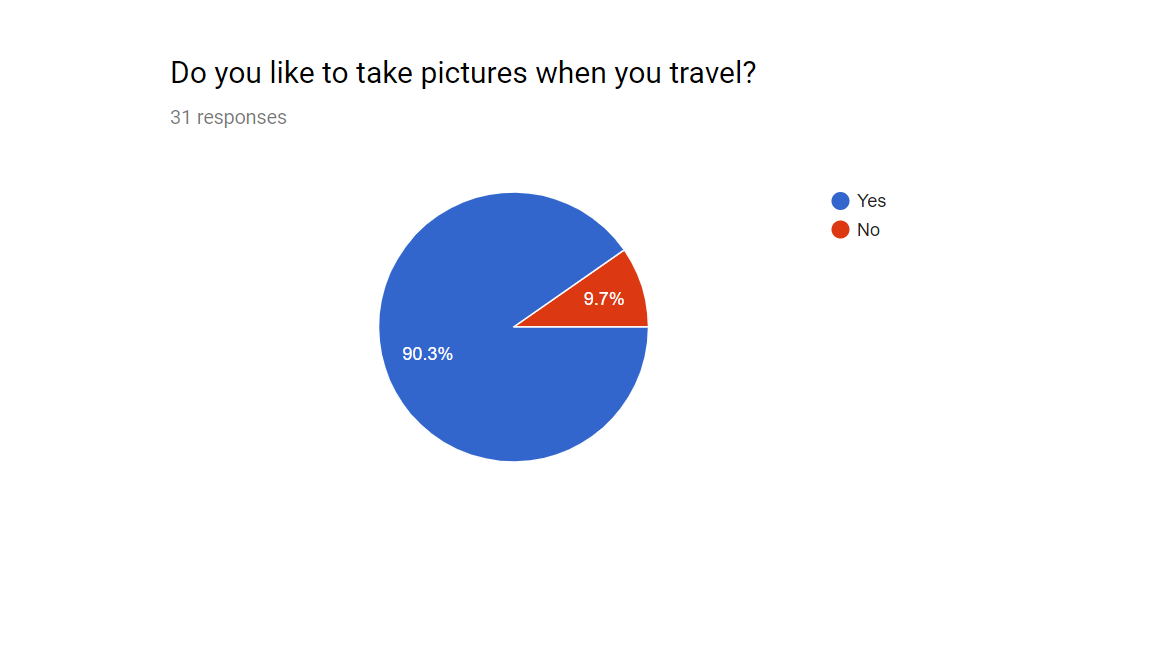 Do you like to take pictures when you travel?
31 responses
Yes
No
9.7%
90.3%